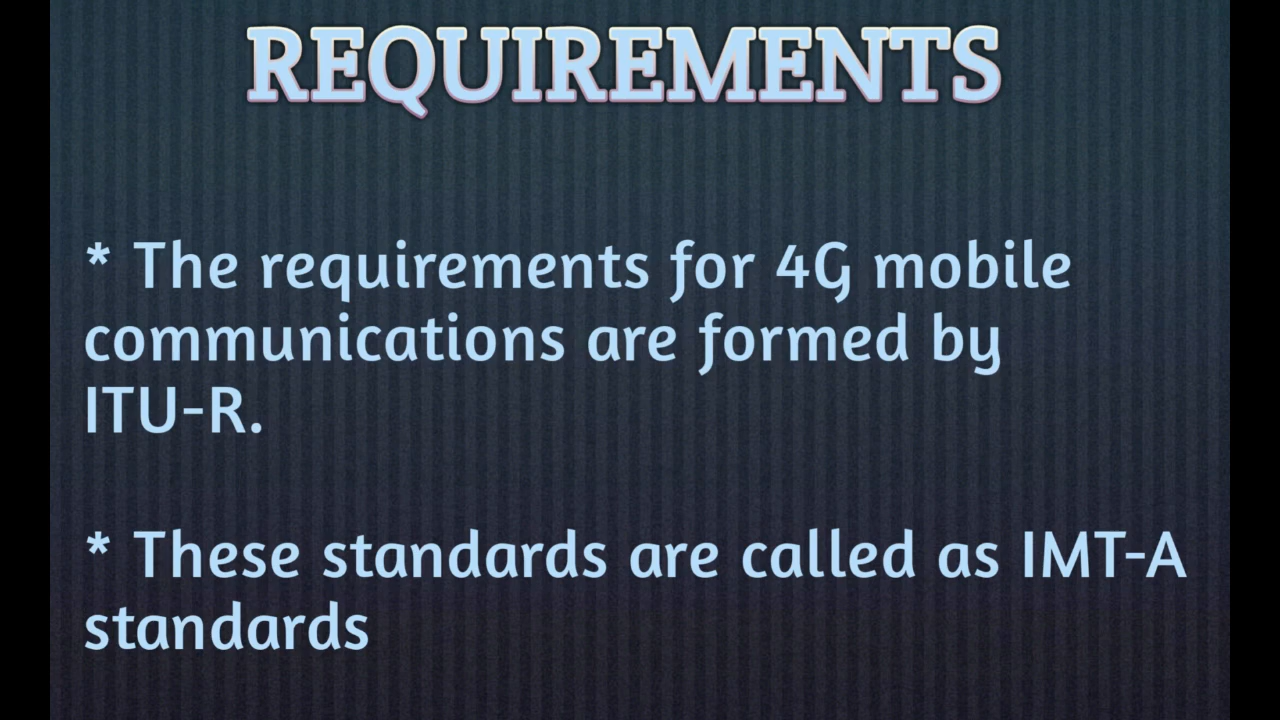 REQUIREMENTS
* The requirements for 4G mobile
communications are formed by
ITU-R.
* These standards are called as IMT-A
standards